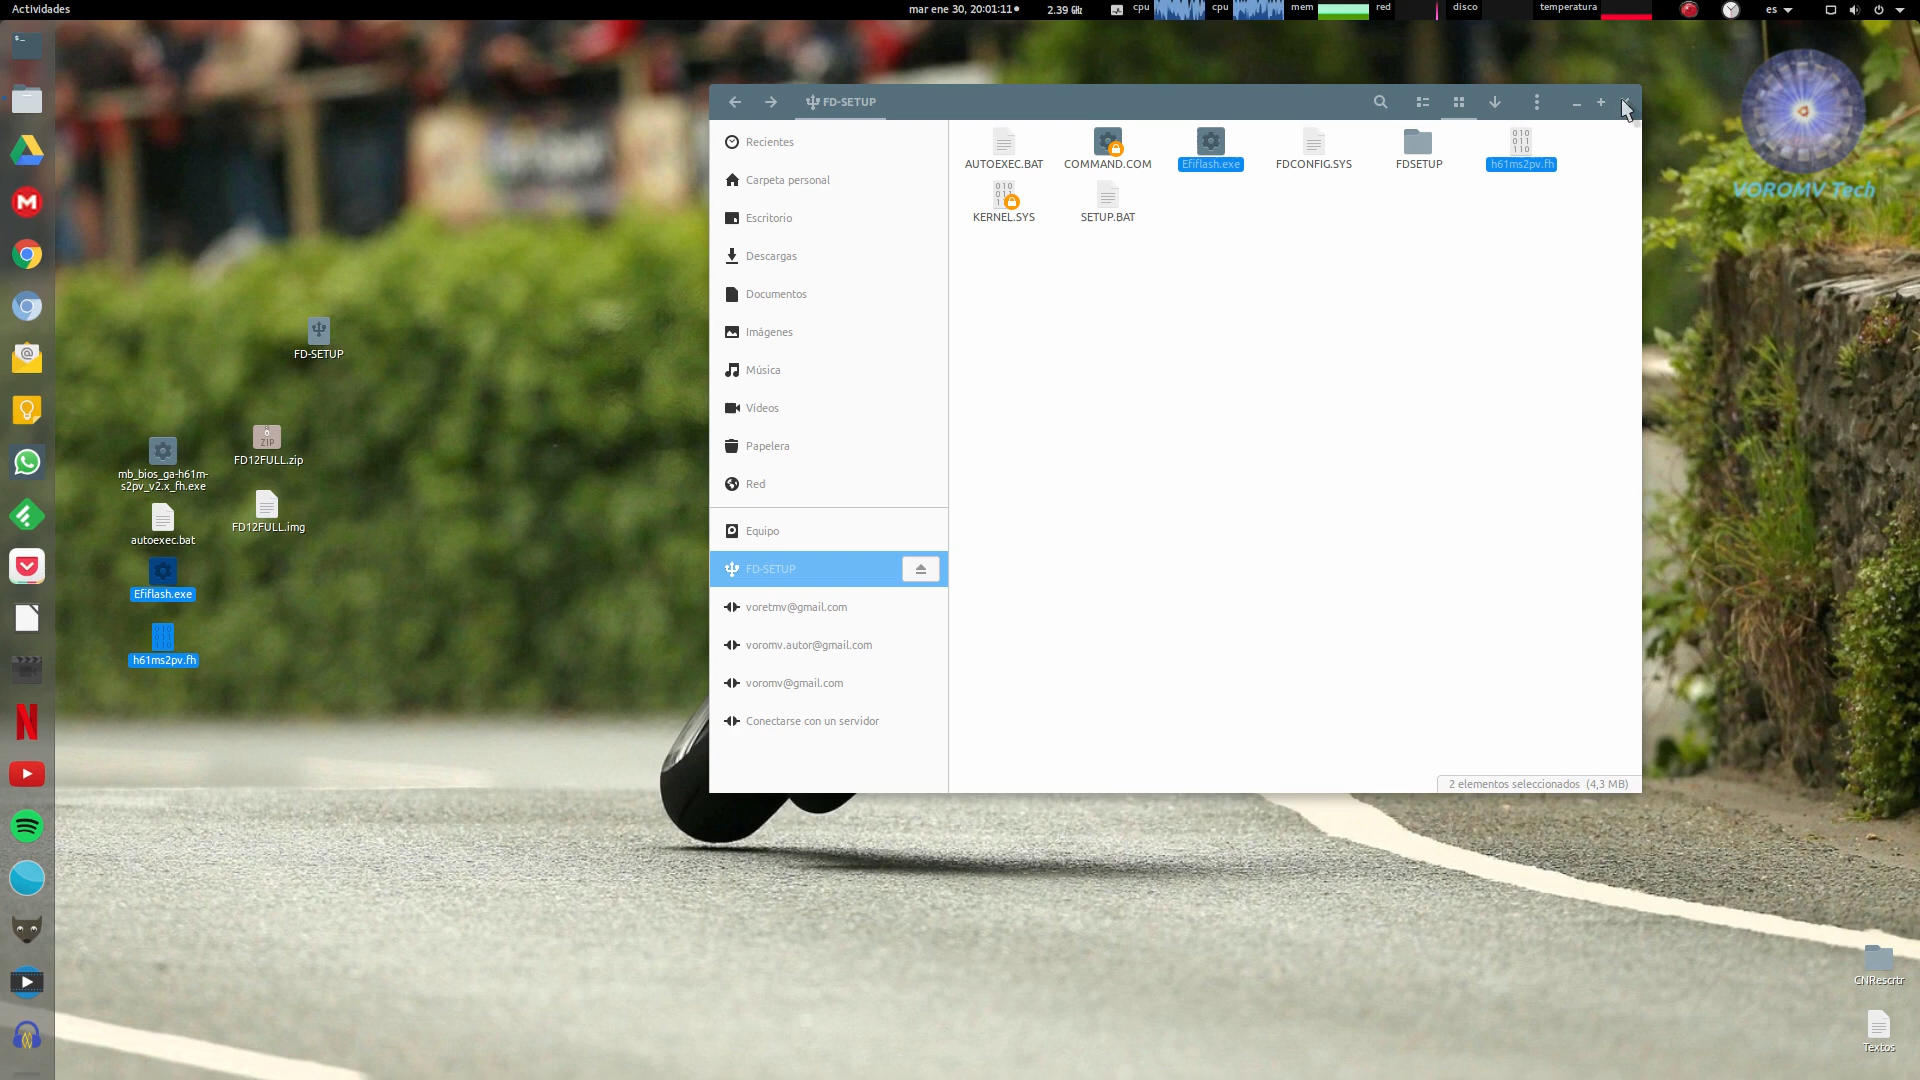 Actividades
mar ene 30, 20:01:11
2.39 GHz
cpu
cpu
mem
red
disco
temperatura
es
FD-SETUP
Recientes
Carpeta personal
Escritorio
Descargas
Documentos
Imágenes
Música
Vídeos
Papelera
Red
Equipo
FD-SETUP
voretmv@gmail.com
voromv.autor@gmail.com
voromv@gmail.com
Conectarse con un servidor
AUTOEXEC.BAT
COMMAND.COM
Efiflash.exe
FDCONFIG.SYS
FDSETUP
h61ms2pv.fh
KERNEL.SYS
SETUP.BAT
2 elementos seleccionados (4,3 MB)
VOROMV Tech
FD-SETUP
ZIP
FD12FULL.zip
mb_bios_ga-h61m-
s2pv_v2.x_fh.exe
FD12FULL.img
autoexec.bat
Efiflash.exe
h61ms2pv.fh
CNRescrtr
Textos